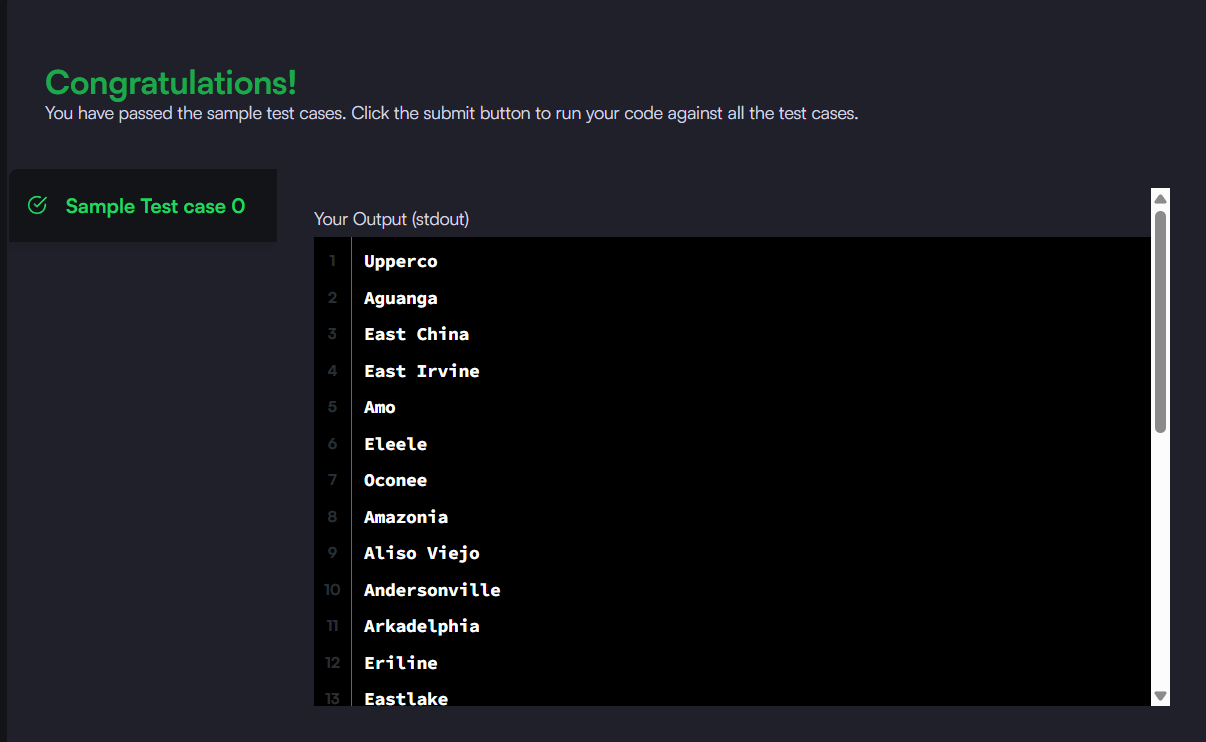 Congratulations!
You have passed the sample test cases. Click the submit button to run your code against all the test cases.
Sample Test case 0
Your Output (stdout)
1 Upperco
2 Aguanga
3 East China
4 East Irvine
5 Amo
6 Eleele
7 Oconee
8 Amazonia
9 Aliso Viejo
10 Andersonville
11 Arkadelphia
12 Eriline
13 Eastlake